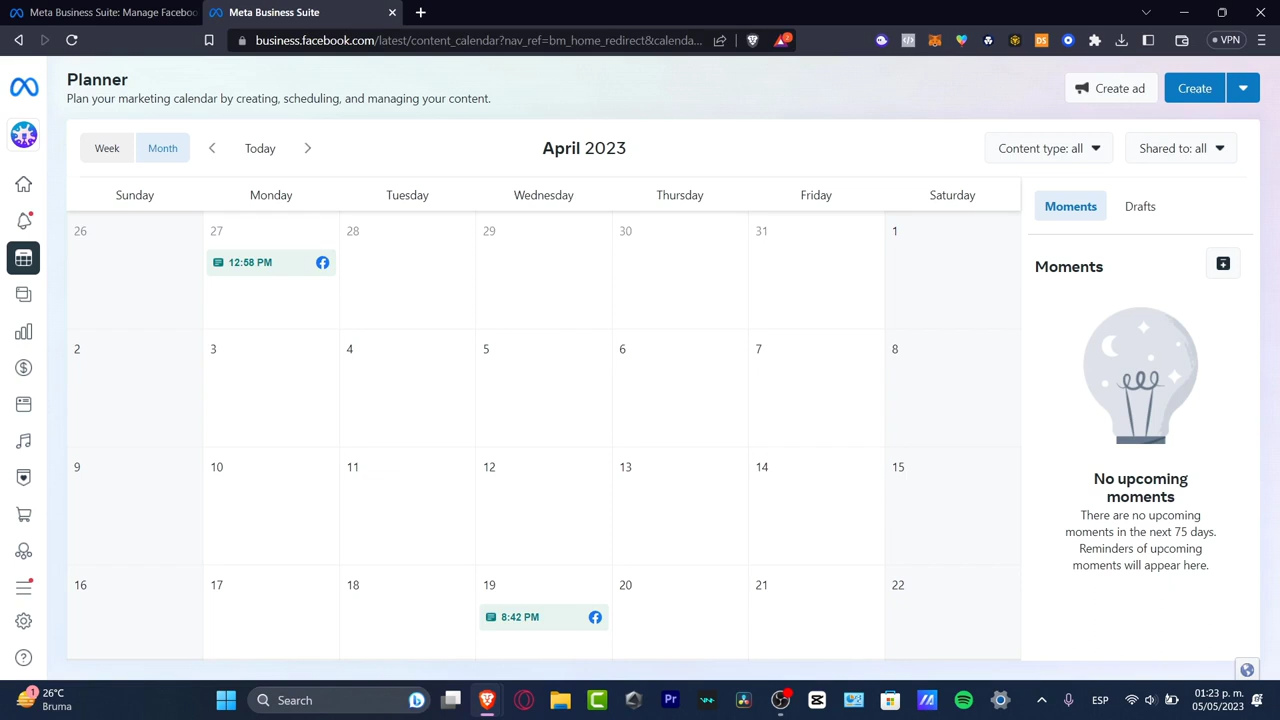 Meta Business Suite: Manage Faceboo
Meta Business Suite
business.facebook.com/latest/content_calendar?nav_ref=bm_home_redirect&calenda...
2
VPN
Planner
Plan your marketing calendar by creating, scheduling, and managing your content.
Create ad
Create
Week
Month
Today
April 2023
Content type: all
Shared to: all
Sunday
Monday
Tuesday
Wednesday
Thursday
Friday
Saturday
26
27
28
29
30
31
1
12:58 PM
2
3
4
5
6
7
8
9
10
11
12
13
14
15
16
17
18
19
20
21
22
8:42 PM
Moments
Drafts
Moments
No upcoming
moments
There are no upcoming
moments in the next 75 days.
Reminders of upcoming
moments will appear here.
1
26°C
Bruma
Search
Pr
ESP
01:23 p. m.
05/05/2023